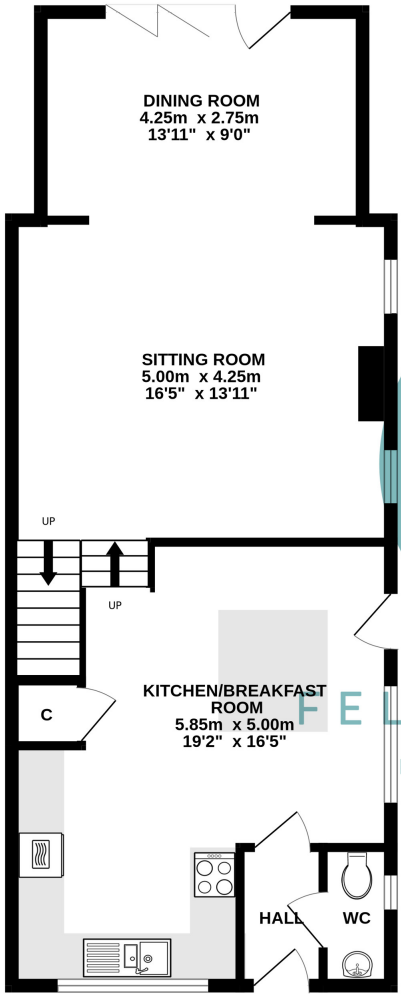 DINING ROOM
4.25m x 2.75m
13'11" x 9'0"
SITTING ROOM
5.00m x 4.25m
16'5" x 13'11"
UP
UP
KITCHEN/BREAKFAST
ROOM
5.85m x 5.00m
19'2" x 16'5"
FEL
C
HALL
WC